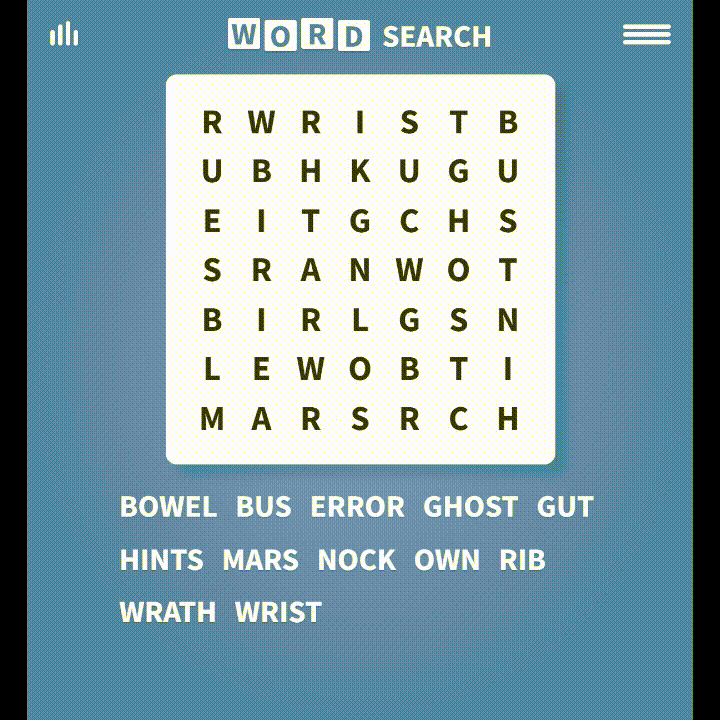 WORD SEARCH
R W R I S T B
U B H K U G U
E I T G C H S
S R A N W O T
B I R L G S N
L E W O B T I
M A R S R C H
BOWEL BUS ERROR GHOST GUT
HINTS MARS NOCK OWN RIB
WRATH WRIST